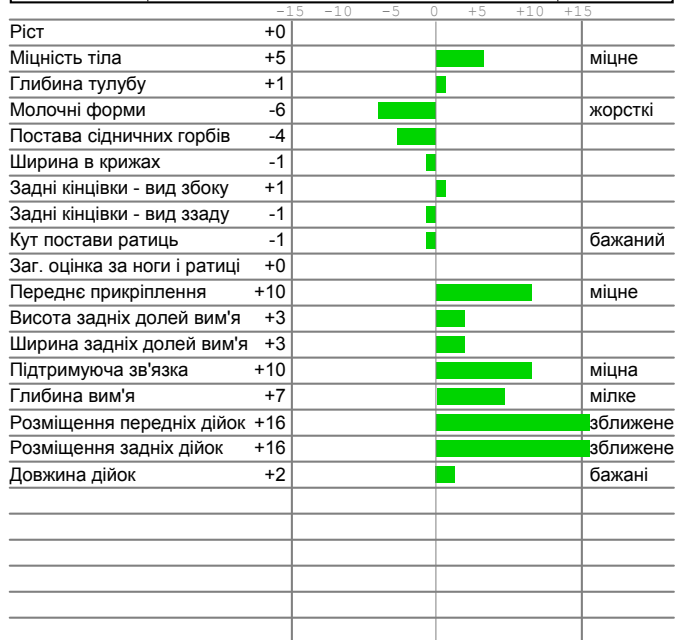 -15 -10 -5 0 +5 +10 +15
Ріст +0
Міцність тіла +5 міцне
Глибина тулубу +1
Молочні форми -6 жорсткі
Постава сідничних горбів -4
Ширина в крижах -1
Задні кінцівки - вид збоку +1
Задні кінцівки - вид ззаду -1
Кут постави ратиць -1 бажаний
Заг. оцінка за ноги і ратиці +0
Переднє прикріплення +10 міцне
Висота задніх долей вим'я +3
Ширина задніх долей вим'я +3
Підтримуюча зв'язка +10 міцна
Глибина вим'я +7 мілке
Розміщення передніх дійок +16 зближене
Розміщення задніх дійок +16 зближене
Довжина дійок +2 бажані